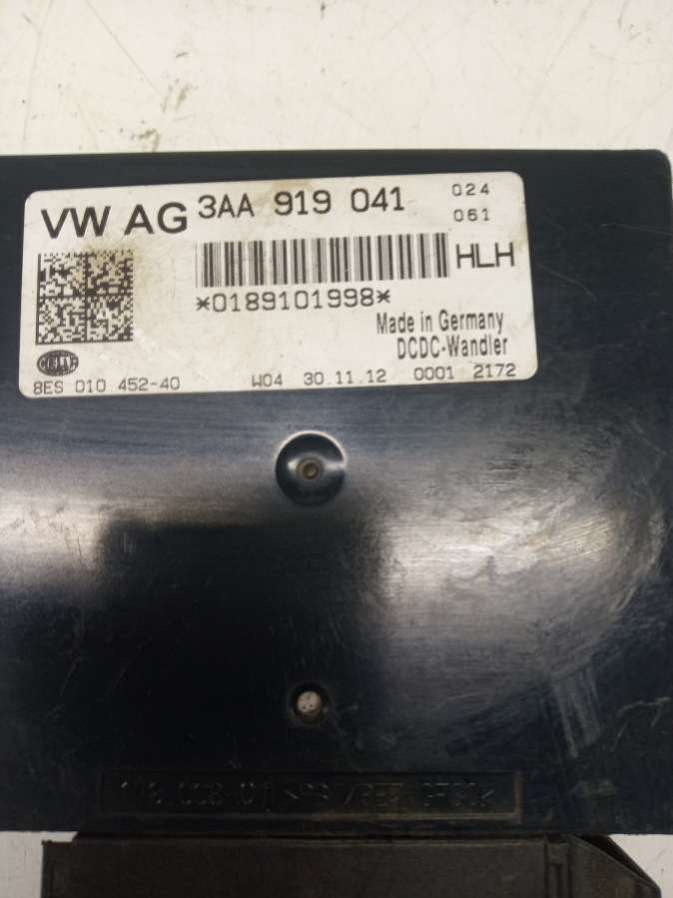 VW AG 3AA 919 041 024
061
HLH
*0189101998*
Made in Germany
DCDC-Wandler
HELLA
8ES 010 452-40 W04 30.11.12 0001 2172